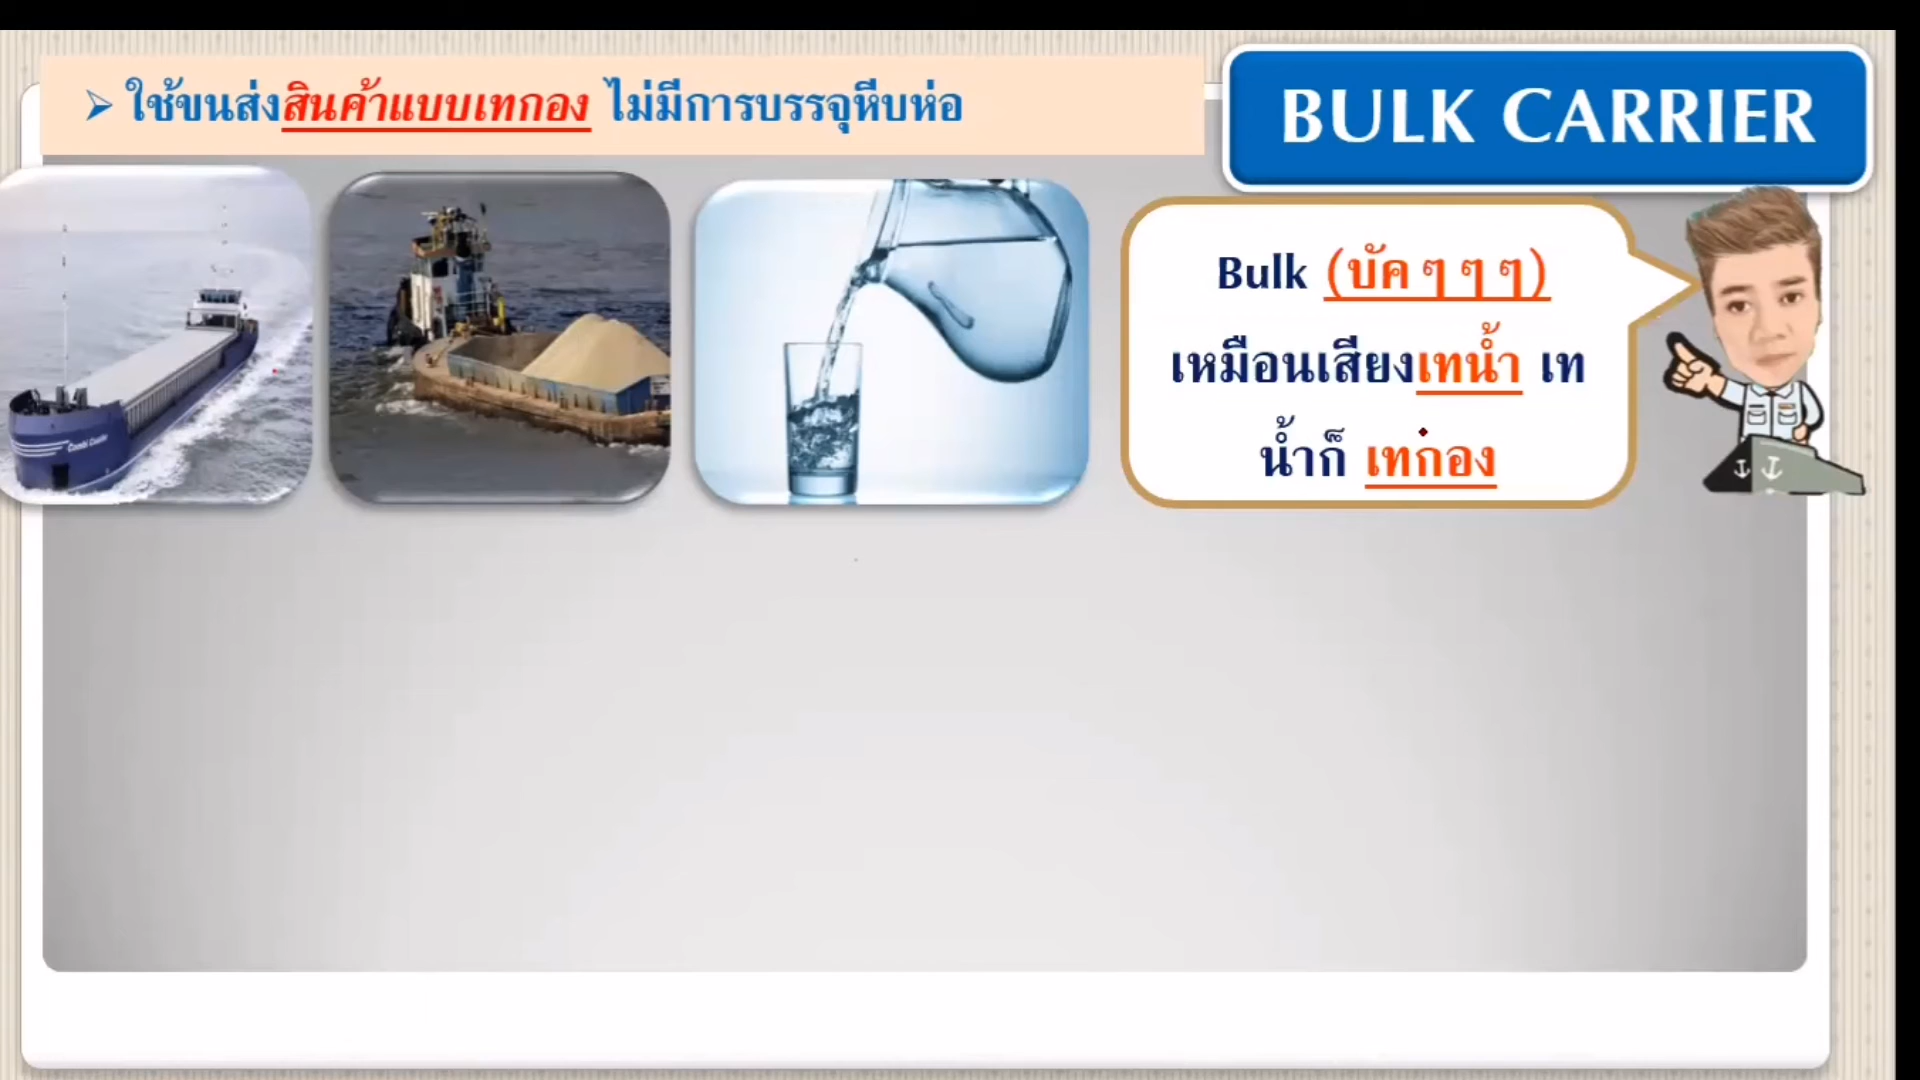 ➢ ใช้ขนส่งสินค้าแบบเทกอง ไม่มีการบรรจุหีบห่อ
BULK CARRIER
Bulk (บัค ๆ ๆ ๆ)
เหมือนเสียงเทน้ำ เท
น้ำก็ เทกอง
Combi Coaster